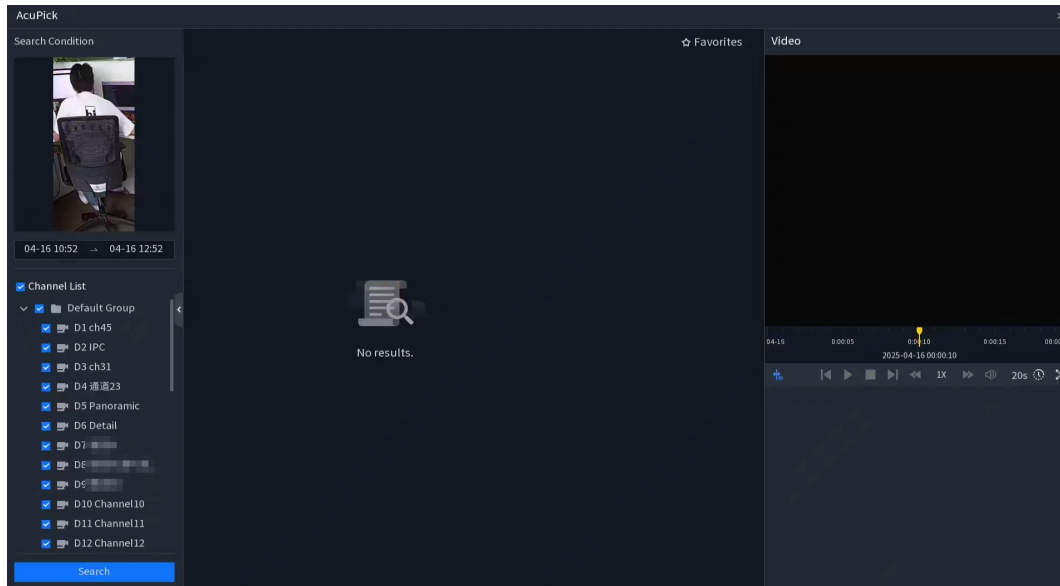 AcuPick
Search Condition
04-16 10:52 → 04-16 12:52
Channel List
Default Group
D1 ch45
D2 IPC
D3 ch31
D4 通道23
D5 Panoramic
D6 Detail
D7
D8
D9
D10 Channel10
D11 Channel11
D12 Channel12
Search
Favorites
No results.
Video
04-16 0:00:05 0:00:10 0:00:15
2025-04-16 00:00:10
1X 20s